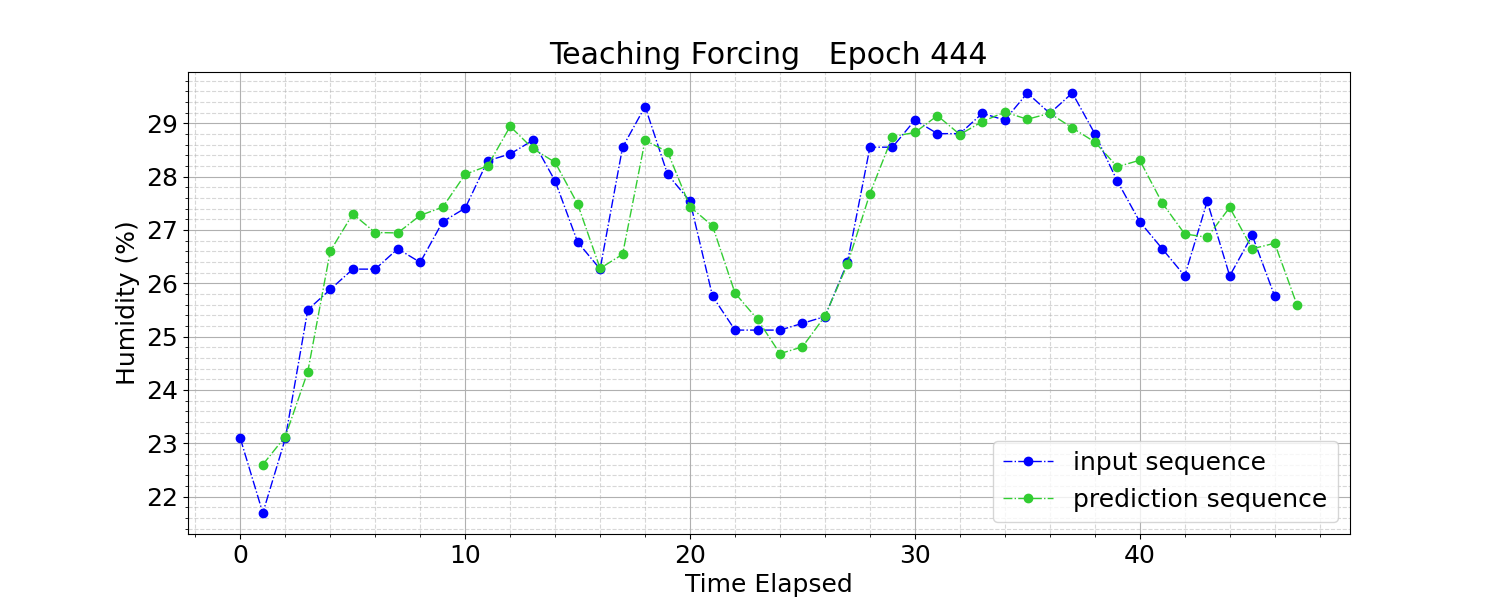 Teaching Forcing   Epoch 444
Humidity (%)
29
28
27
26
25
24
23
22
input sequence
prediction sequence
0 10 20 30 40
Time Elapsed